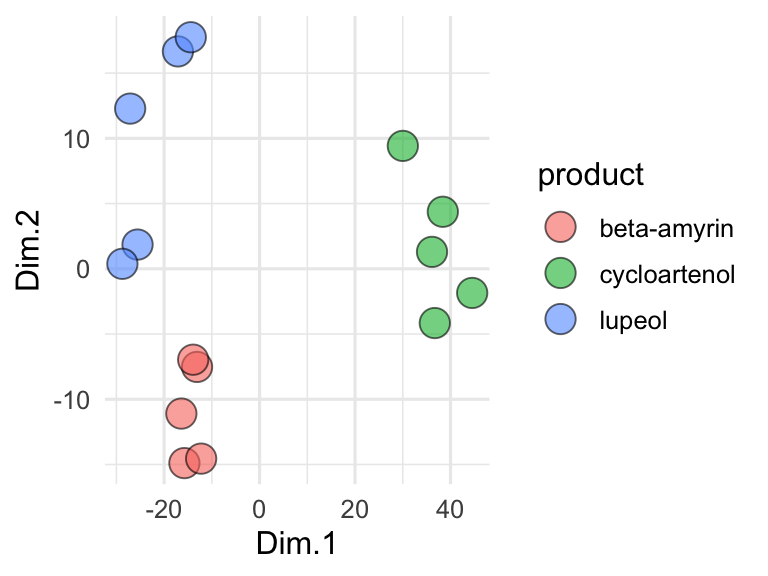 10
0
-10
Dim.2
-20 0 20 40
Dim.1
product
beta-amyrin
cycloartenol
lupeol